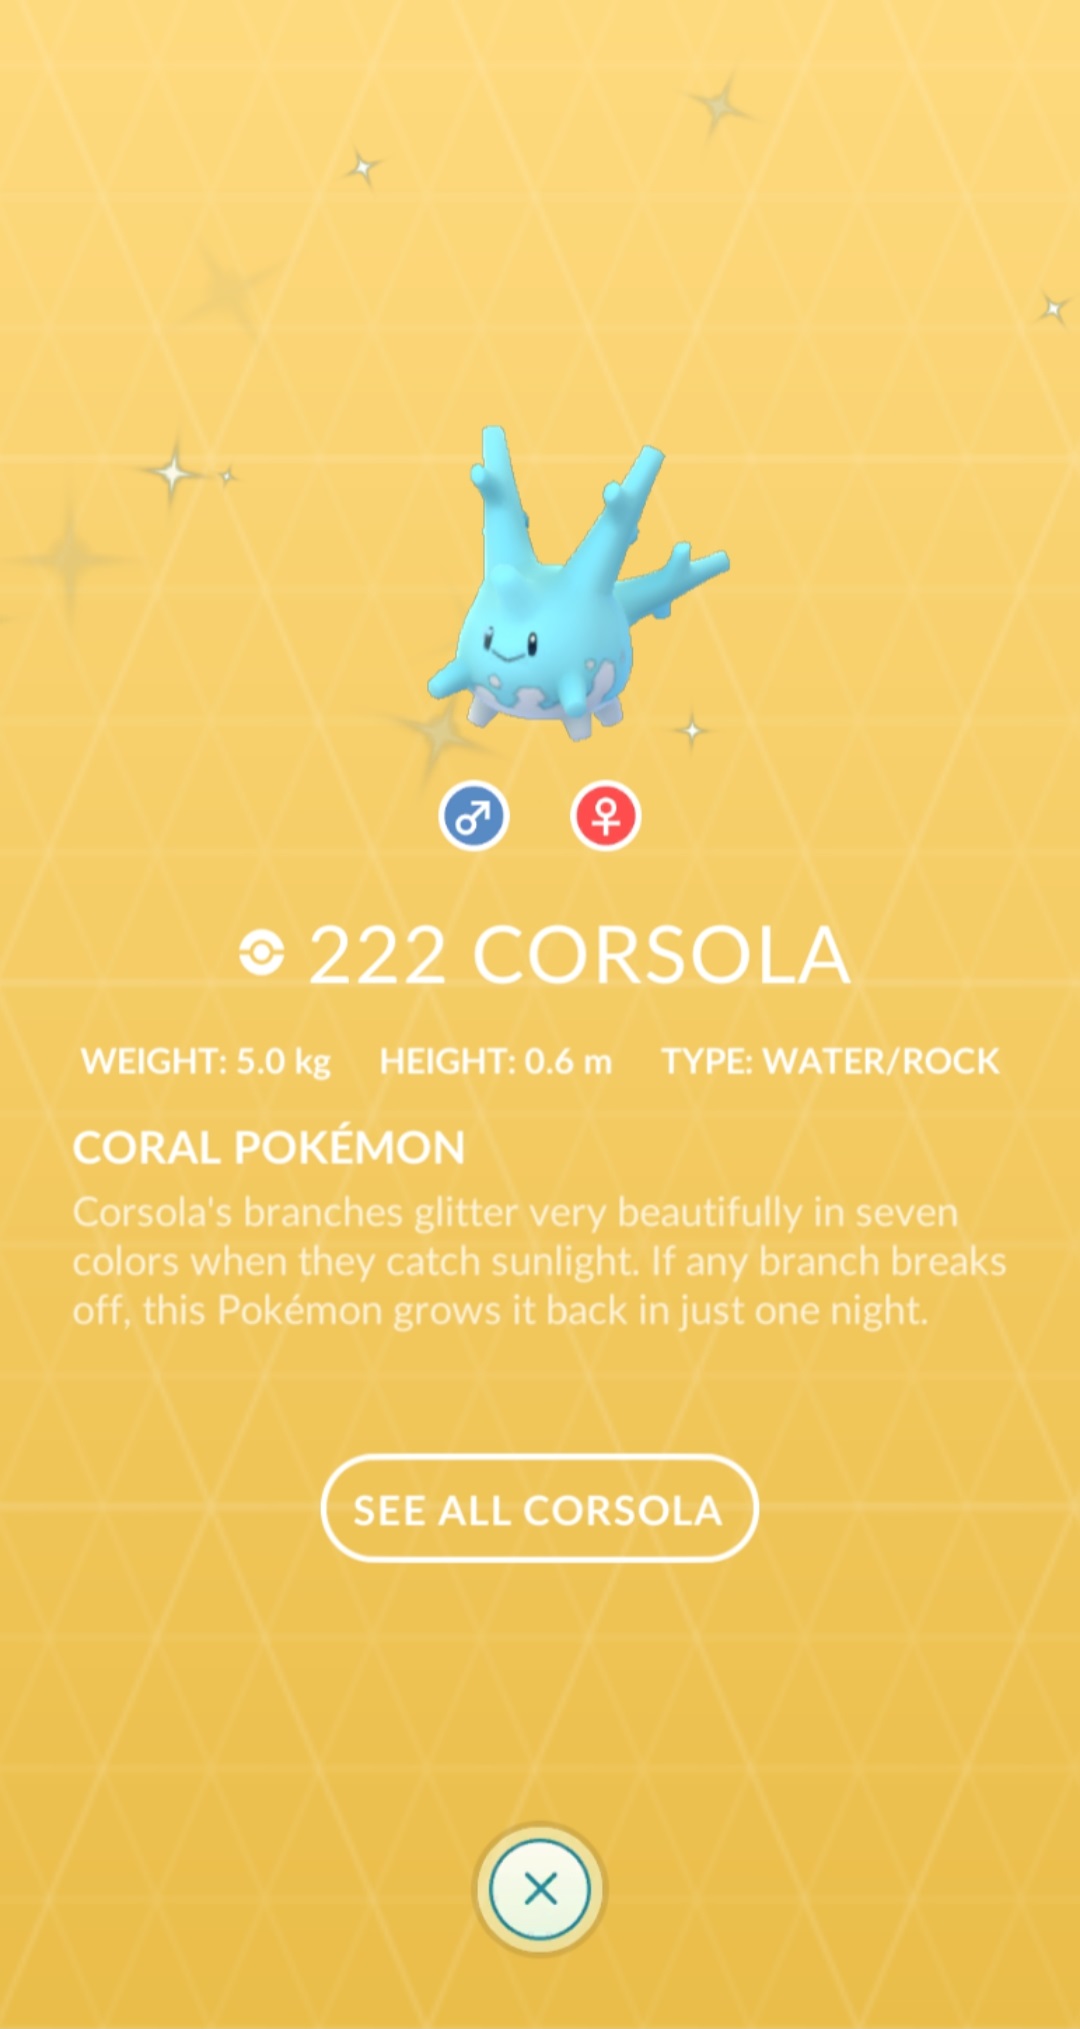 222 CORSOLA
WEIGHT: 5.0 kg HEIGHT: 0.6 m TYPE: WATER/ROCK
CORAL POKÉMON
Corsola's branches glitter very beautifully in seven
colors when they catch sunlight. If any branch breaks
off, this Pokémon grows it back in just one night.
SEE ALL CORSOLA